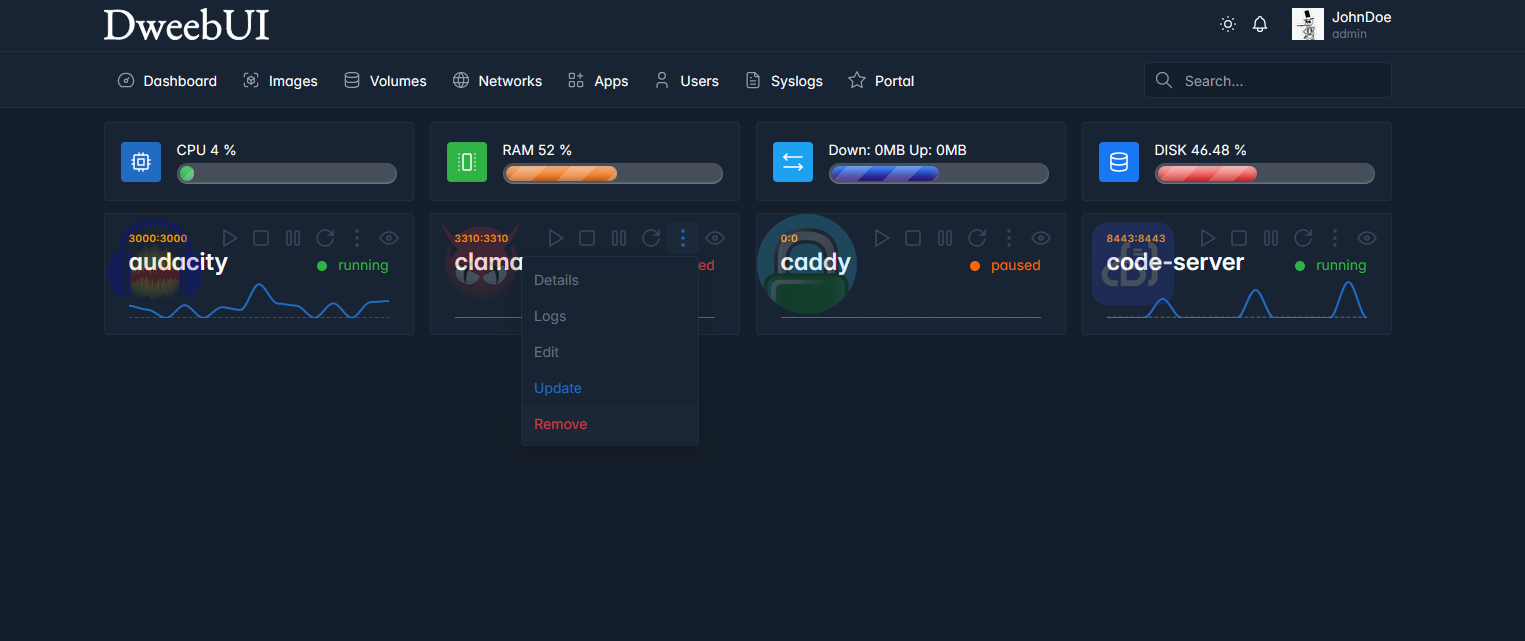 DweebUI
JohnDoe
admin
Dashboard Images Volumes Networks Apps Users Syslogs Portal
Search...
CPU 4 %
RAM 52 %
Down: 0MB Up: 0MB
DISK 46.48 %
3000:3000
audacity
running
3310:3310
clama
ed
0:0
caddy
paused
8443:8443
code-server
running
Details
Logs
Edit
Update
Remove